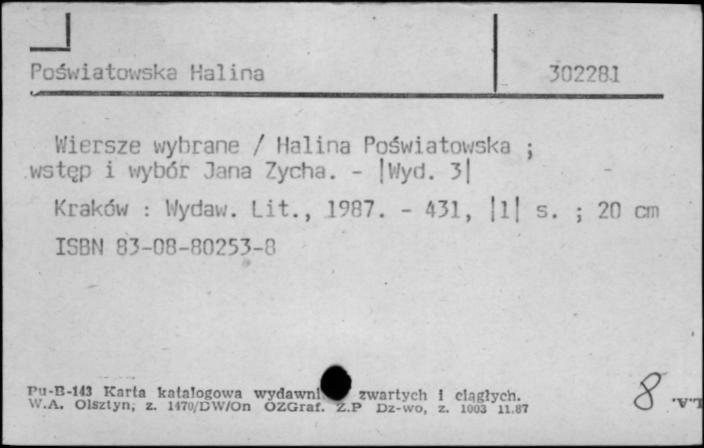 Poświatowska Halina 302281
Wiersze wybrane / Halina Poświatowska ;
wstęp i wybór Jana Zycha. - |Wyd. 3|
Kraków : Wydaw. Lit., 1987. - 431, |1| s. ; 20 cm
ISBN 83-08-80253-8
Pu-B-143 Karta katalogowa zwartych i ciągłych.
W.A. Olsztyn, z. 1470/DW/On OZGraf. Z.P Dz-wo, z. 1003 11.87
8